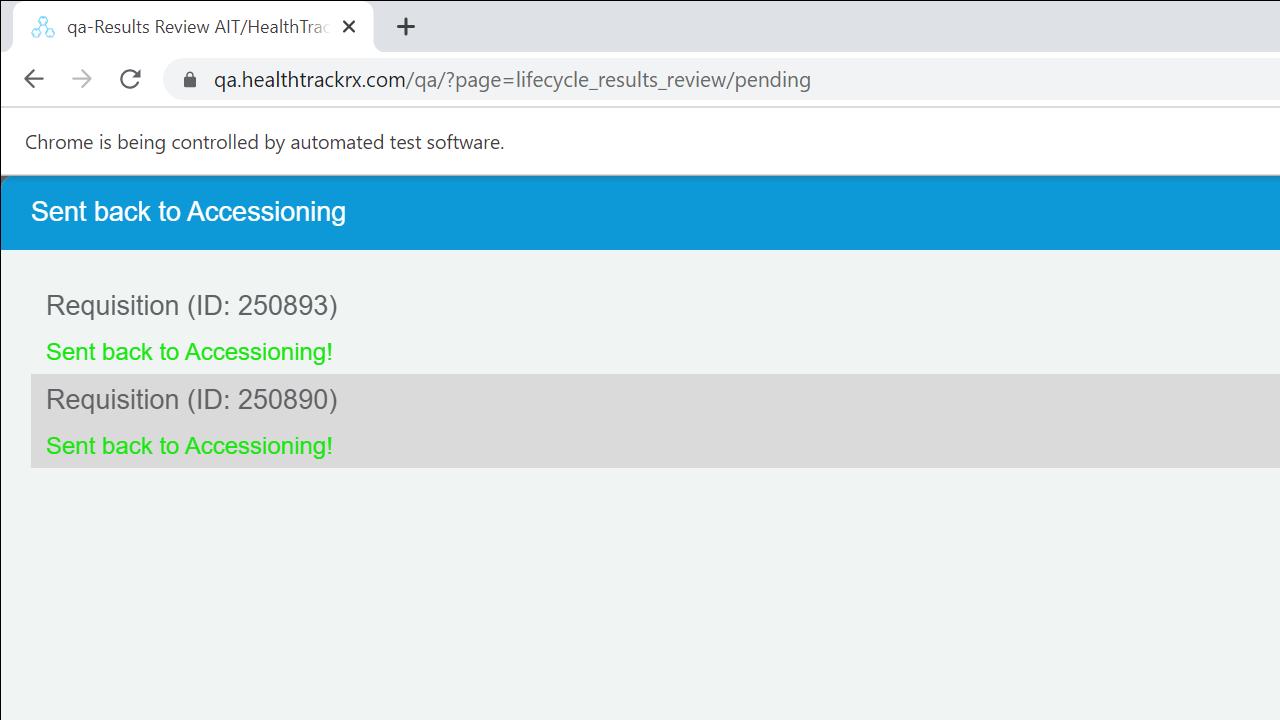 qa-Results Review AIT/HealthTrac
qa.healthtrackrx.com/qa/?page=lifecycle_results_review/pending
Chrome is being controlled by automated test software.
Sent back to Accessioning
Requisition (ID: 250893)
Sent back to Accessioning!
Requisition (ID: 250890)
Sent back to Accessioning!